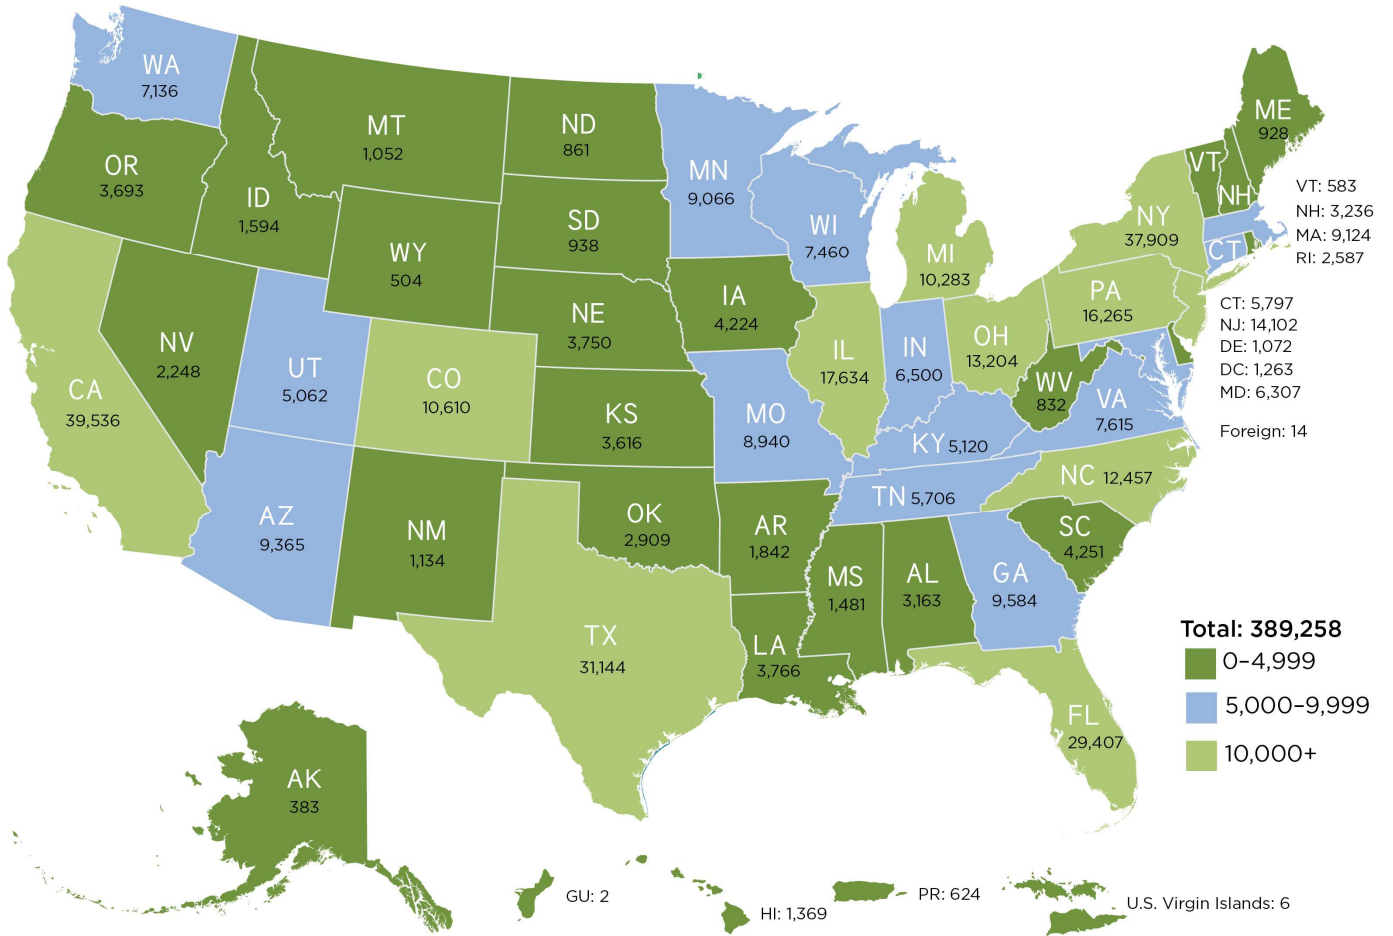 WA
7,136
OR
3,693
ID
1,594
MT
1,052
ND
861
MN
9,066
WI
7,460
MI
10,283
NY
37,909
VT
NH
ME
928
VT: 583
NH: 3,236
MA: 9,124
RI: 2,587
CT
SD
938
WY
504
NE
3,750
IA
4,224
IL
17,634
IN
6,500
OH
13,204
PA
16,265
CT: 5,797
NJ: 14,102
DE: 1,072
DC: 1,263
MD: 6,307
Foreign: 14
CA
39,536
NV
2,248
UT
5,062
CO
10,610
KS
3,616
MO
8,940
KY 5,120
WV
832
VA
7,615
AZ
9,365
NM
1,134
OK
2,909
AR
1,842
TN 5,706
NC 12,457
SC
4,251
MS
1,481
AL
3,163
GA
9,584
TX
31,144
LA
3,766
FL
29,407
Total: 389,258
0–4,999
5,000–9,999
10,000+
AK
383
GU: 2
HI: 1,369
PR: 624
U.S. Virgin Islands: 6